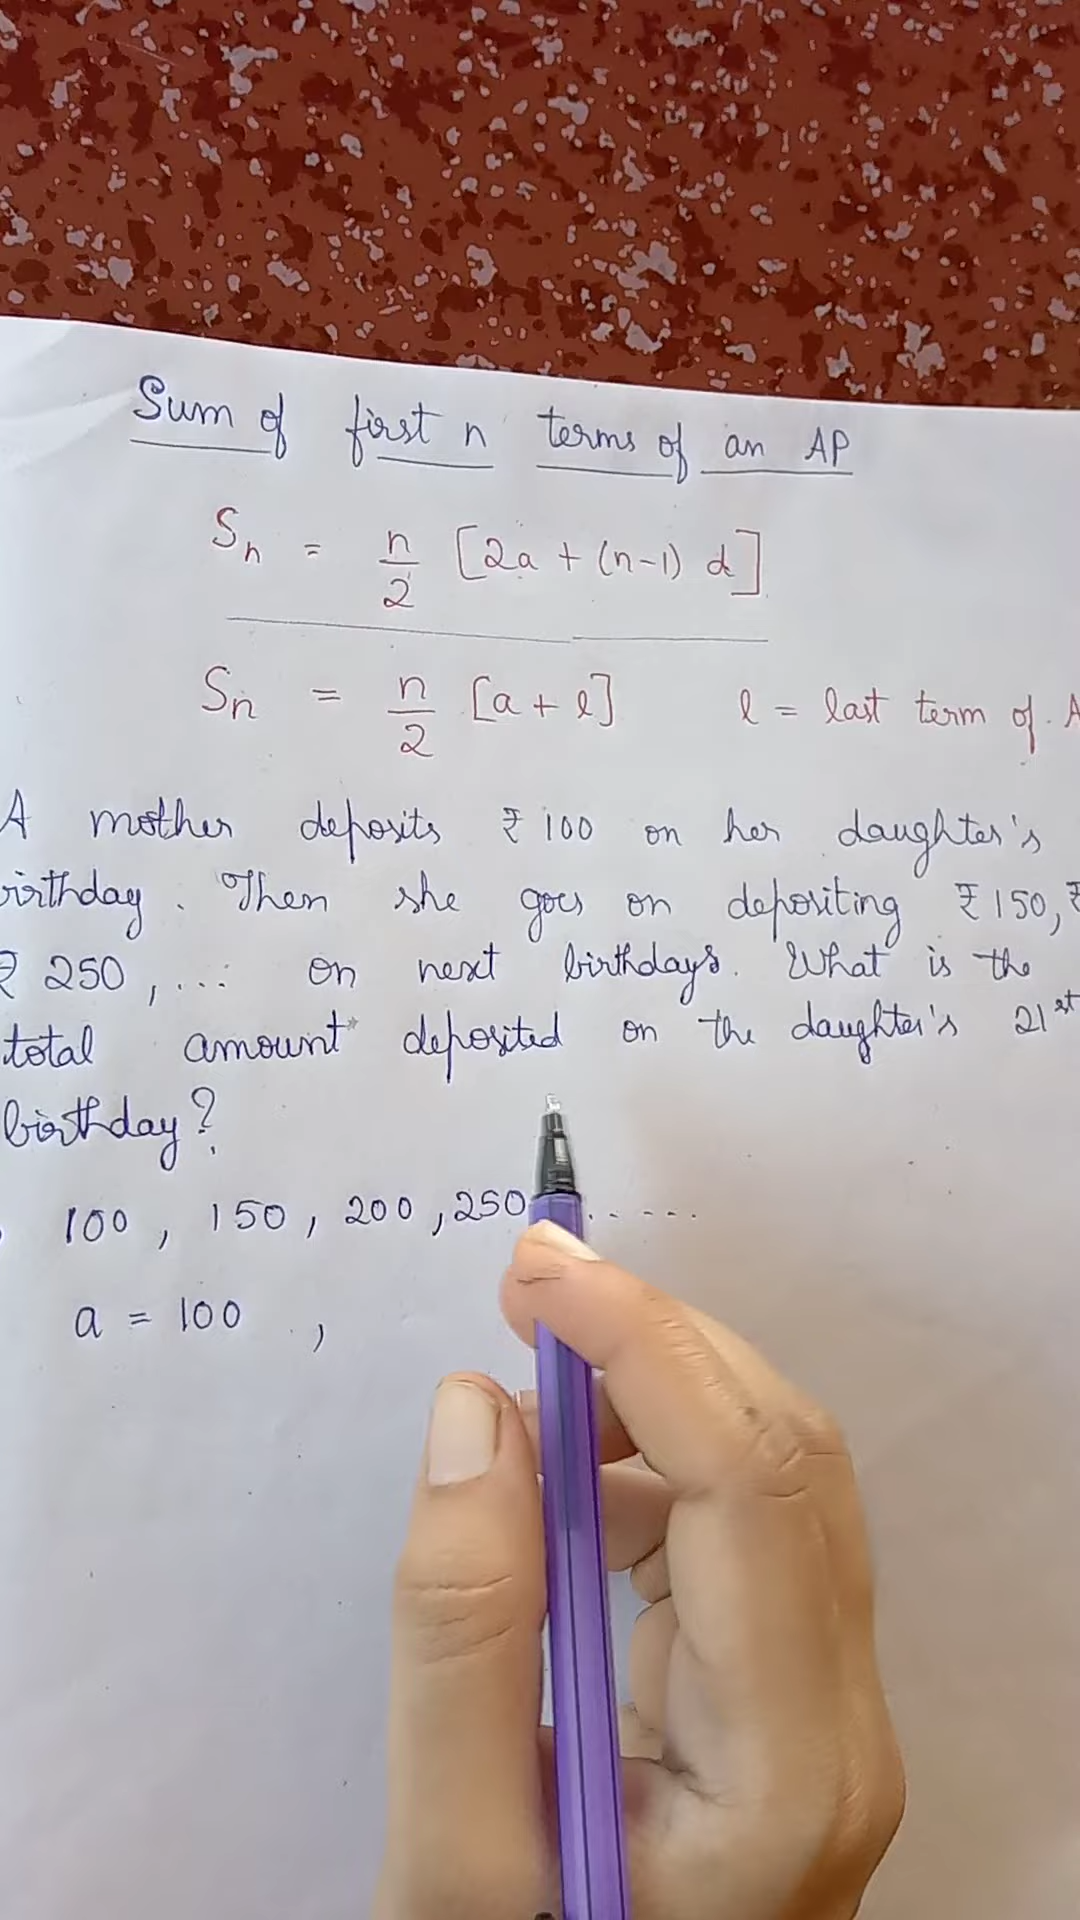 Sum of first n terms of an AP
Sn = n/2 [2a + (n-1) d]
Sn = n/2 [a + l] l = last term of A
A mother deposits ₹ 100 on her daughter's
irthday. Then she goes on depositing ₹ 150, ₹
₹ 250, ... on next birthdays. What is the
total amount deposited on the daughter's 21st
birthday?
100, 150, 200, 250 .....
a = 100 ,